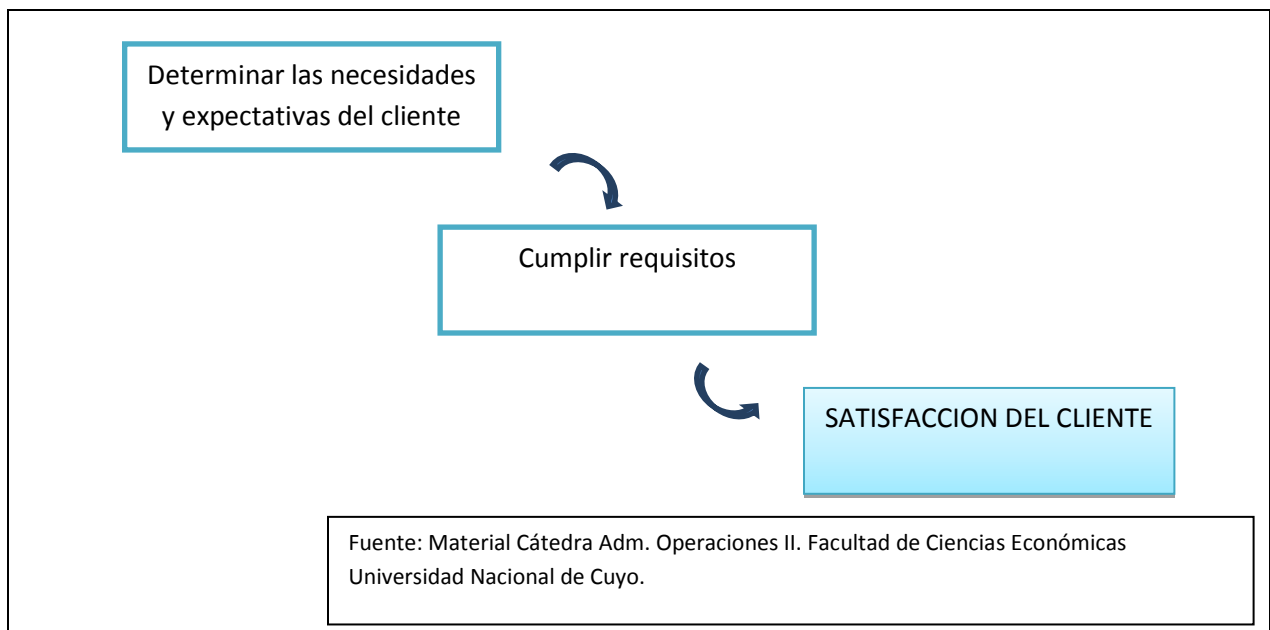 Determinar las necesidades
y expectativas del cliente
Cumplir requisitos
SATISFACCION DEL CLIENTE
Fuente: Material Cátedra Adm. Operaciones II. Facultad de Ciencias Económicas
Universidad Nacional de Cuyo.